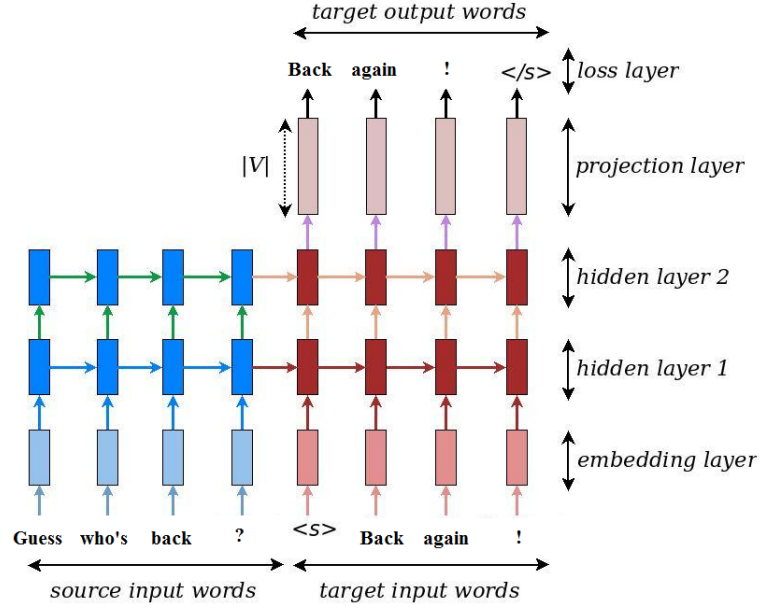 target output words
Back again ! </s> loss layer
|V| projection layer
hidden layer 2
hidden layer 1
embedding layer
Guess who's back ? <s> Back again !
source input words target input words